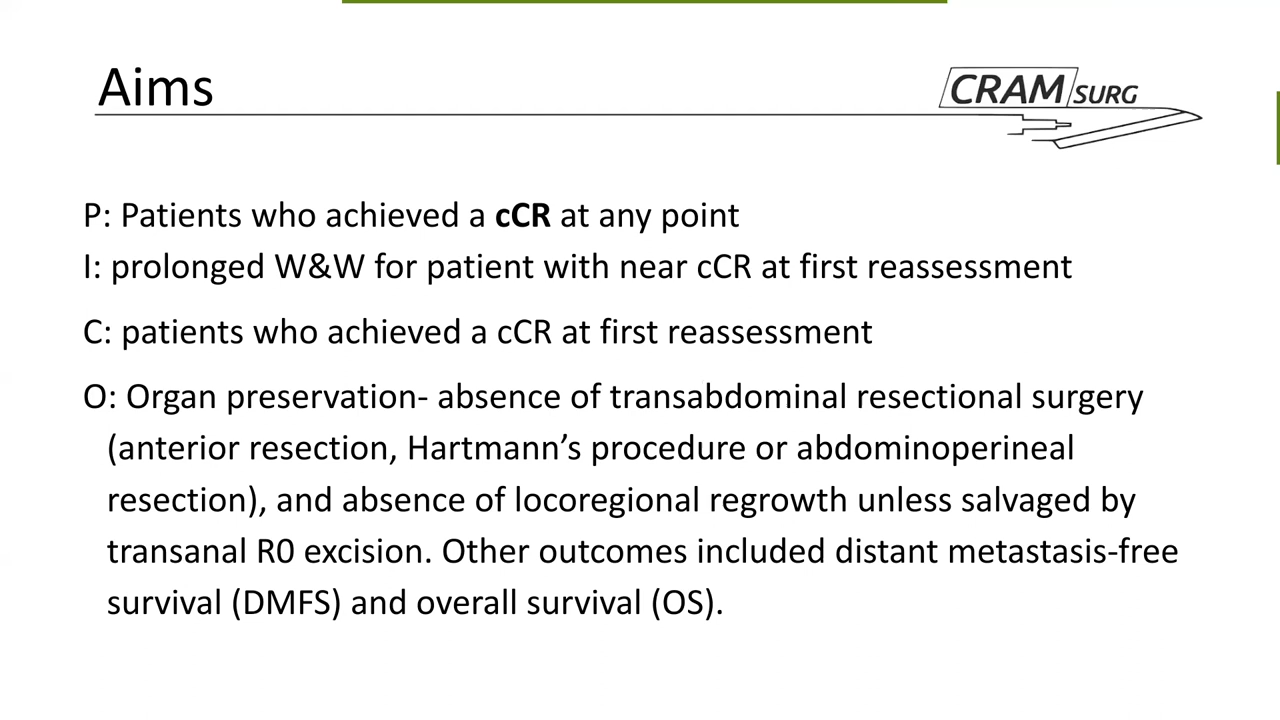 Aims
CRAM SURG
P: Patients who achieved a cCR at any point
I: prolonged W&W for patient with near cCR at first reassessment
C: patients who achieved a cCR at first reassessment
O: Organ preservation- absence of transabdominal resectional surgery
(anterior resection, Hartmann’s procedure or abdominoperineal
resection), and absence of locoregional regrowth unless salvaged by
transanal R0 excision. Other outcomes included distant metastasis-free
survival (DMFS) and overall survival (OS).